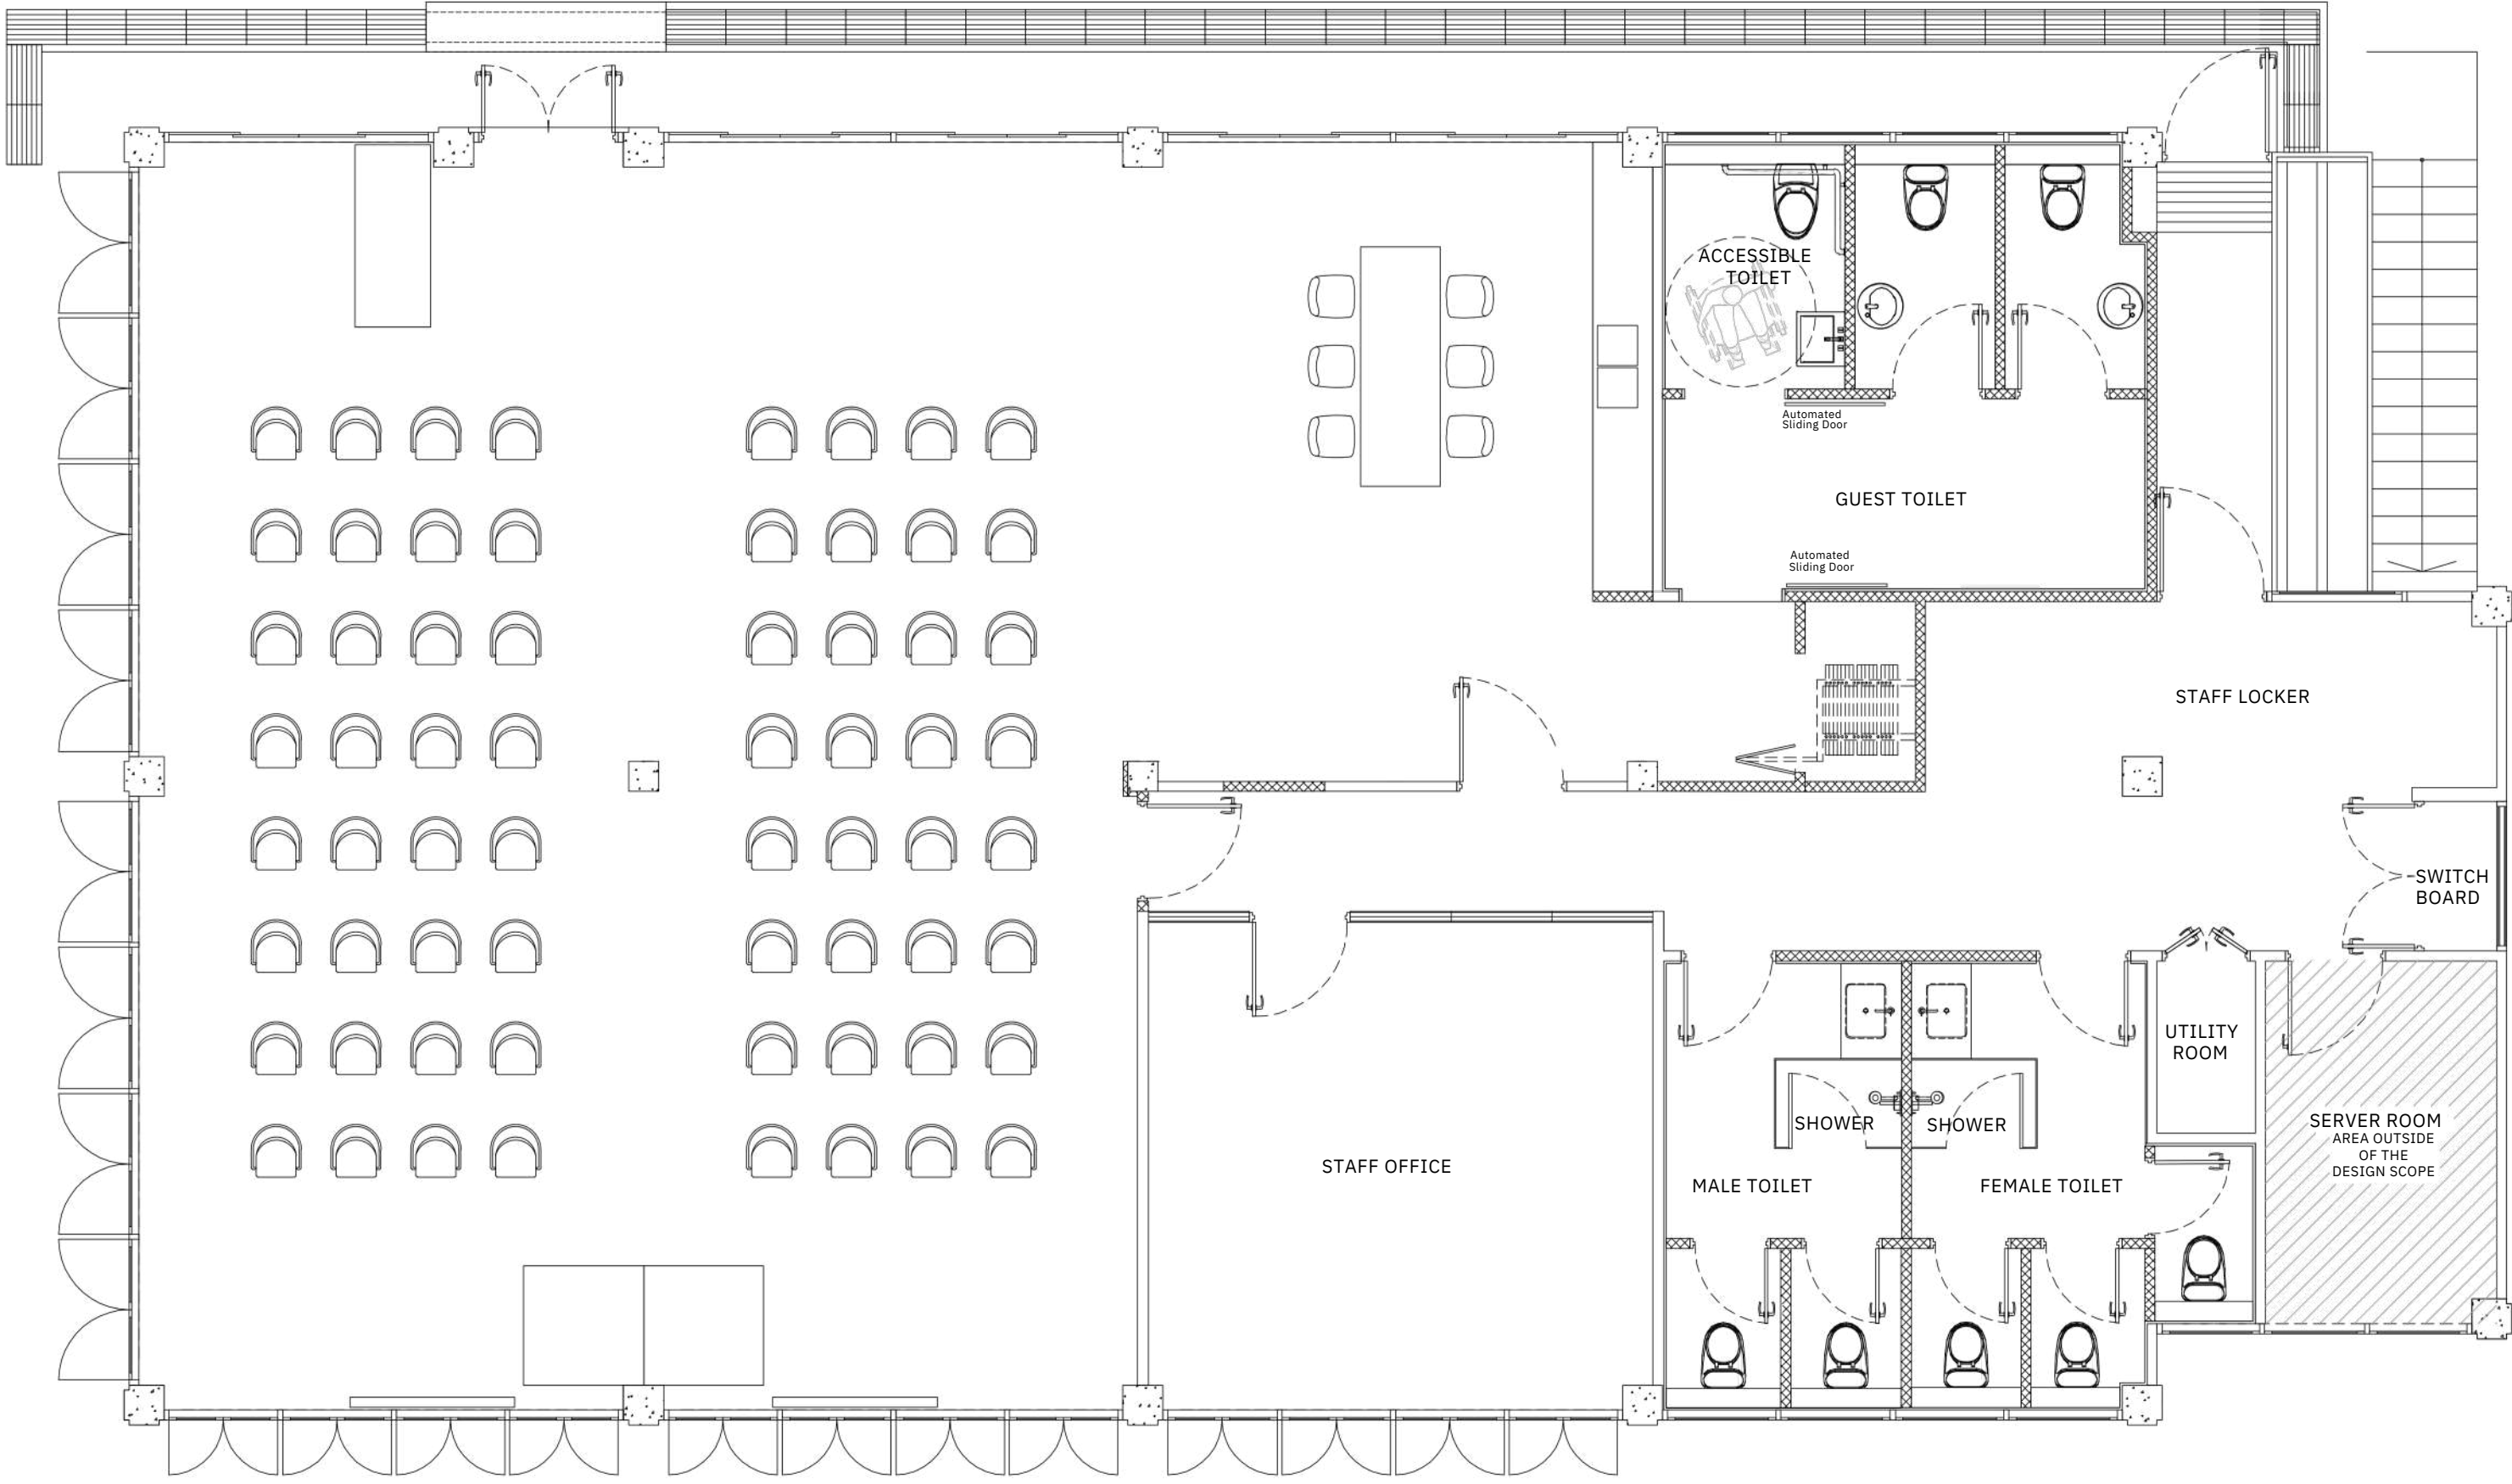 ACCESSIBLE
TOILET
Automated
Sliding Door
GUEST TOILET
Automated
Sliding Door
STAFF LOCKER
SWITCH
BOARD
UTILITY
ROOM
SHOWER
SHOWER
SERVER ROOM
AREA OUTSIDE
OF THE
DESIGN SCOPE
STAFF OFFICE
MALE TOILET
FEMALE TOILET